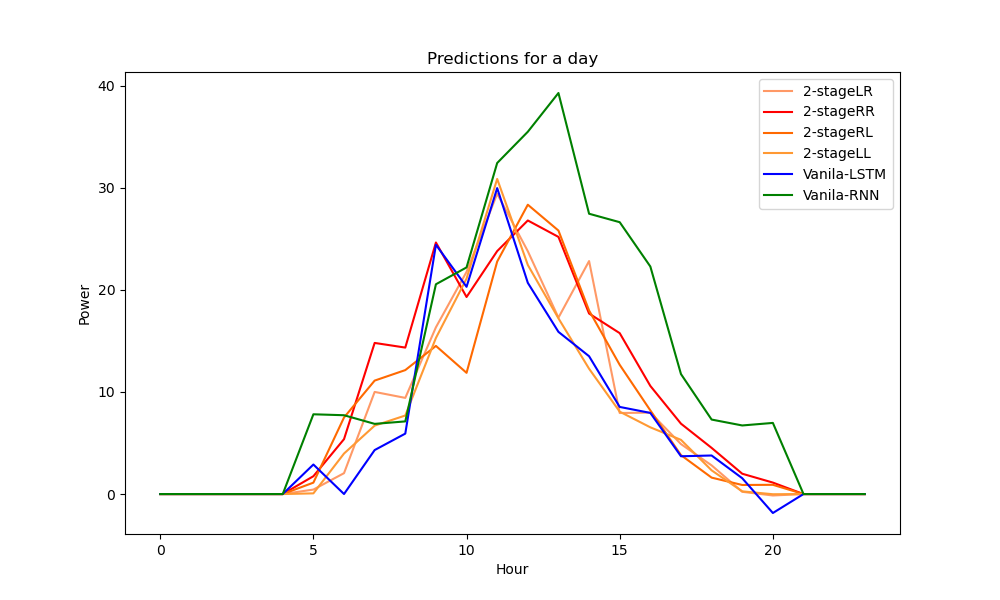 Predictions for a day
40
30
20
10
0
Power
0 5 10 15 20
Hour
2-stageLR
2-stageRR
2-stageRL
2-stageLL
Vanila-LSTM
Vanila-RNN